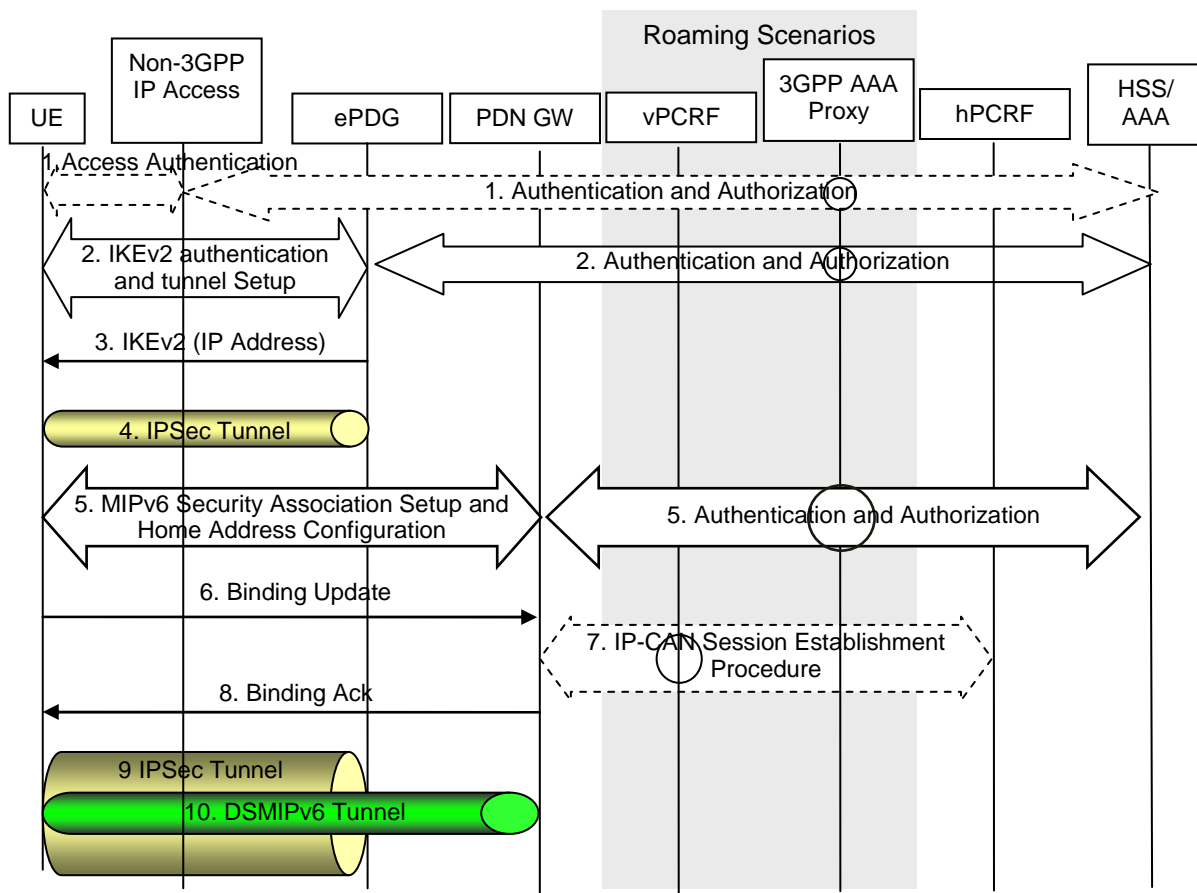 Roaming Scenarios
Non-3GPP
IP Access
3GPP AAA
Proxy
HSS/
AAA
UE
ePDG
PDN GW
vPCRF
hPCRF
1.Access Authentication
1. Authentication and Authorization
2. IKEv2 authentication
and tunnel Setup
2. Authentication and Authorization
3. IKEv2 (IP Address)
4. IPSec Tunnel
5. MIPv6 Security Association Setup and
Home Address Configuration
5. Authentication and Authorization
6. Binding Update
7. IP-CAN Session Establishment
Procedure
8. Binding Ack
9 IPSec Tunnel
10. DSMIPv6 Tunnel